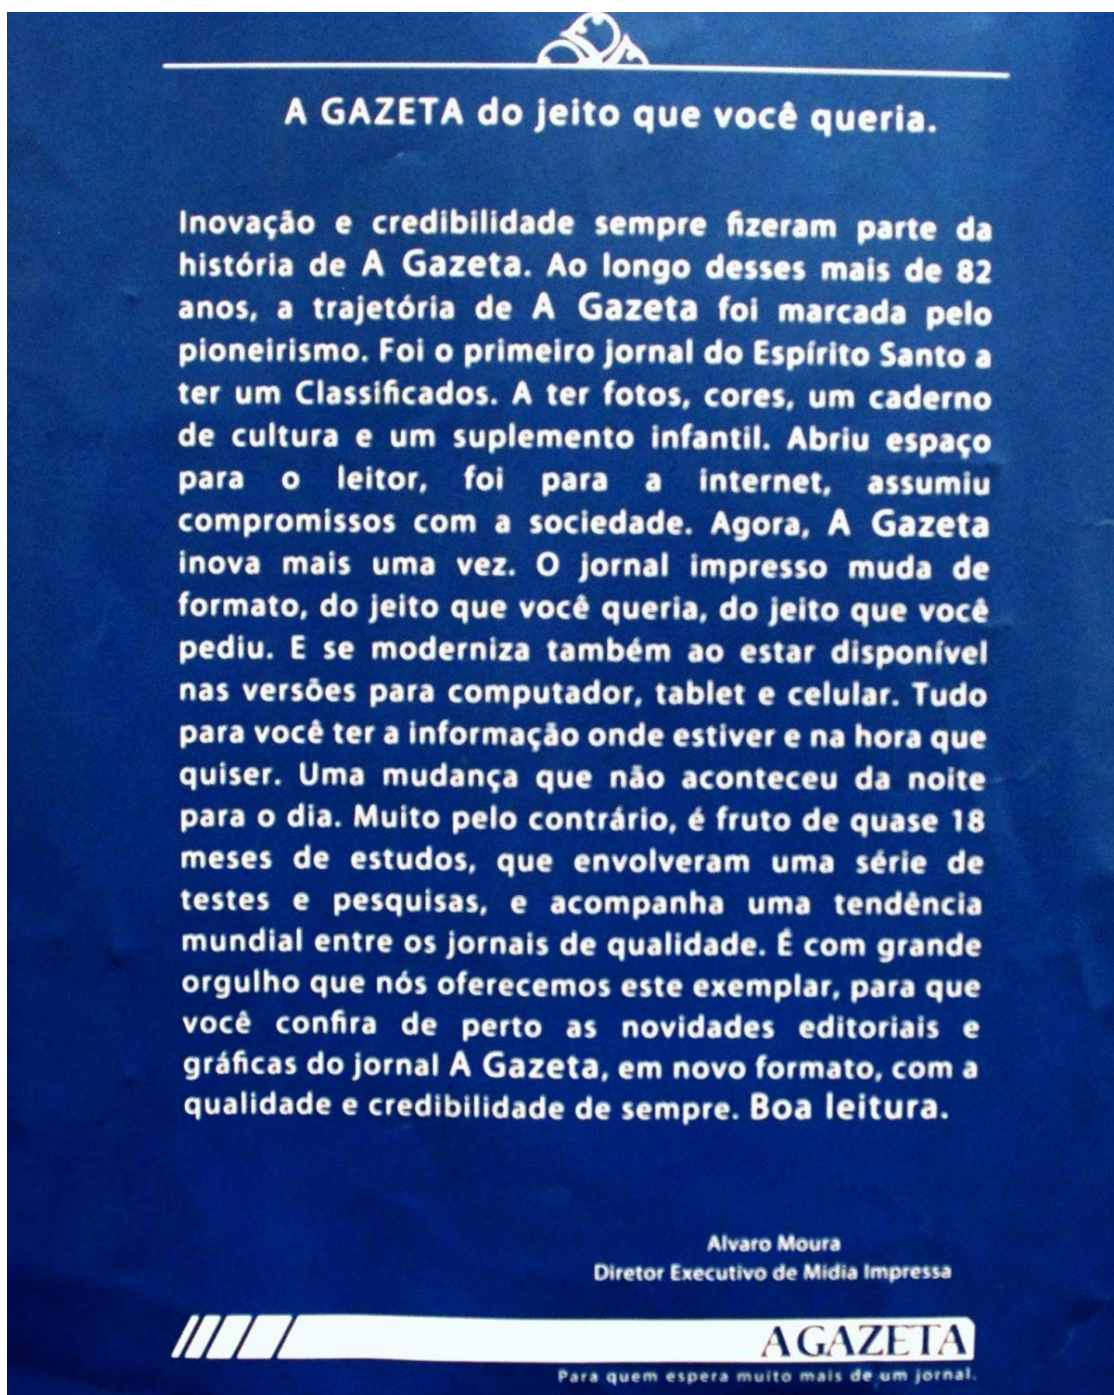 A GAZETA do jeito que você queria.
Inovação e credibilidade sempre fizeram parte da
história de A Gazeta. Ao longo desses mais de 82
anos, a trajetória de A Gazeta foi marcada pelo
pioneirismo. Foi o primeiro jornal do Espírito Santo a
ter um Classificados. A ter fotos, cores, um caderno
de cultura e um suplemento infantil. Abriu espaço
para o leitor, foi para a internet, assumiu
compromissos com a sociedade. Agora, A Gazeta
inova mais uma vez. O jornal impresso muda de
formato, do jeito que você queria, do jeito que você
pediu. E se moderniza também ao estar disponível
nas versões para computador, tablet e celular. Tudo
para você ter a informação onde estiver e na hora que
quiser. Uma mudança que não aconteceu da noite
para o dia. Muito pelo contrário, é fruto de quase 18
meses de estudos, que envolveram uma série de
testes e pesquisas, e acompanha uma tendência
mundial entre os jornais de qualidade. É com grande
orgulho que nós oferecemos este exemplar, para que
você confira de perto as novidades editoriais e
gráficas do jornal A Gazeta, em novo formato, com a
qualidade e credibilidade de sempre. Boa leitura.
Alvaro Moura
Diretor Executivo de Mídia Impressa
A GAZETA
Para quem espera muito mais de um jornal.